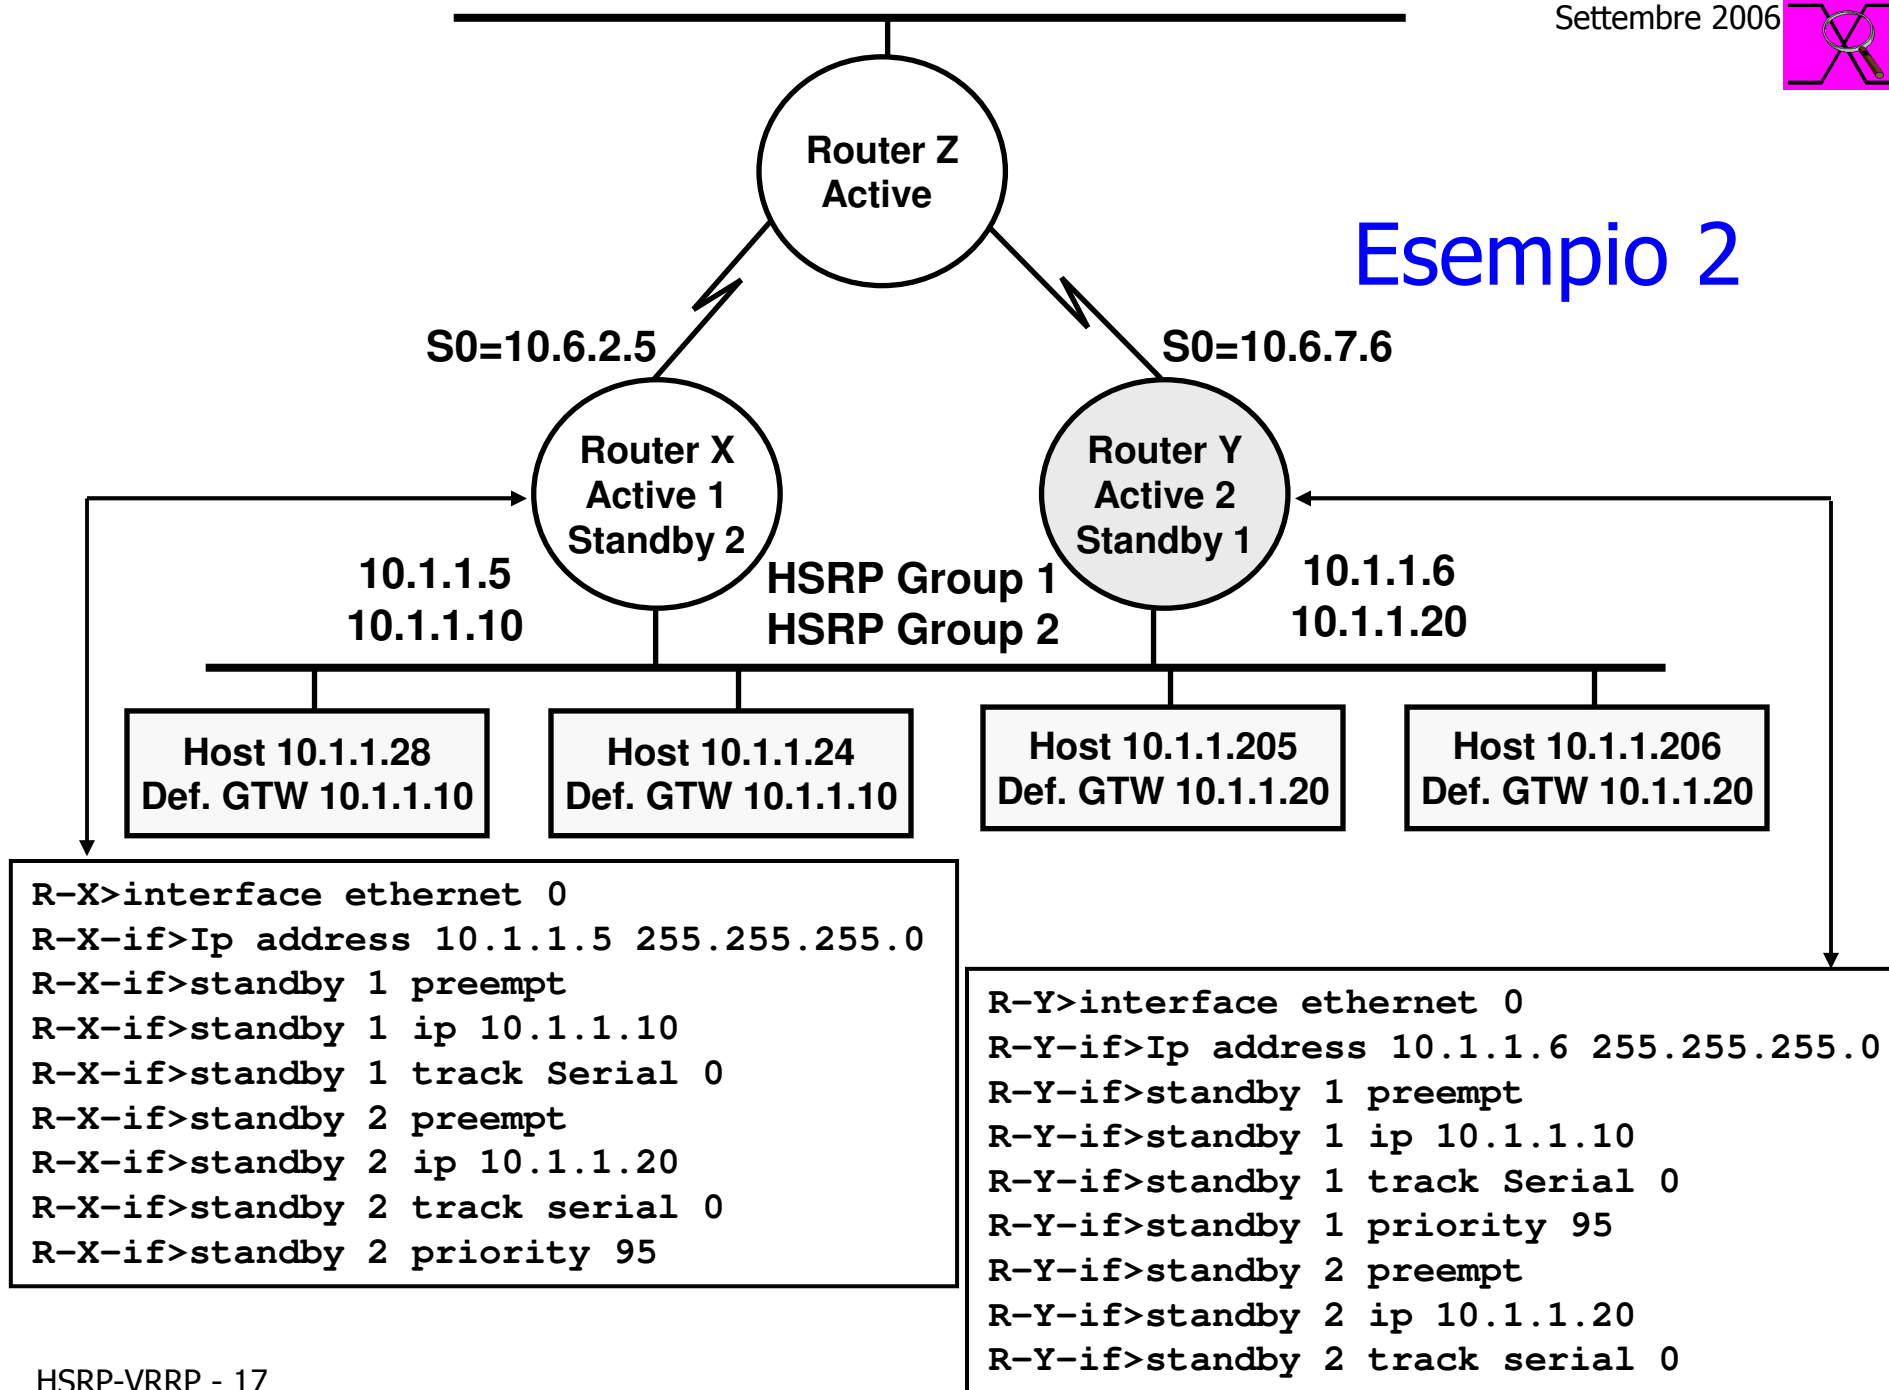 Settembre 2006
Router Z
Active
Esempio 2
S0=10.6.2.5
S0=10.6.7.6
Router X
Active 1
Standby 2
Router Y
Active 2
Standby 1
10.1.1.5
10.1.1.10
HSRP Group 1
HSRP Group 2
10.1.1.6
10.1.1.20
Host 10.1.1.28
Def. GTW 10.1.1.10
Host 10.1.1.24
Def. GTW 10.1.1.10
Host 10.1.1.205
Def. GTW 10.1.1.20
Host 10.1.1.206
Def. GTW 10.1.1.20
R-X>interface ethernet 0
R-X-if>Ip address 10.1.1.5 255.255.255.0
R-X-if>standby 1 preempt
R-X-if>standby 1 ip 10.1.1.10
R-X-if>standby 1 track Serial 0
R-X-if>standby 2 preempt
R-X-if>standby 2 ip 10.1.1.20
R-X-if>standby 2 track serial 0
R-X-if>standby 2 priority 95
R-Y>interface ethernet 0
R-Y-if>Ip address 10.1.1.6 255.255.255.0
R-Y-if>standby 1 preempt
R-Y-if>standby 1 ip 10.1.1.10
R-Y-if>standby 1 track Serial 0
R-Y-if>standby 1 priority 95
R-Y-if>standby 2 preempt
R-Y-if>standby 2 ip 10.1.1.20
R-Y-if>standby 2 track serial 0
HSRP-VRRP - 17